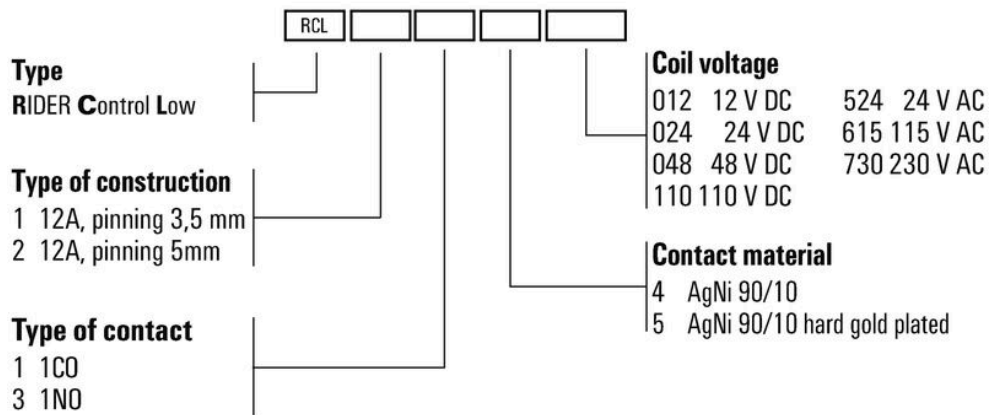 RCL
Type
RIDER Control Low
Type of construction
1 12A, pinning 3,5 mm
2 12A, pinning 5mm
Type of contact
1 1CO
3 1NO
Coil voltage
012 12 V DC 524 24 V AC
024 24 V DC 615 115 V AC
048 48 V DC 730 230 V AC
110 110 V DC
Contact material
4 AgNi 90/10
5 AgNi 90/10 hard gold plated